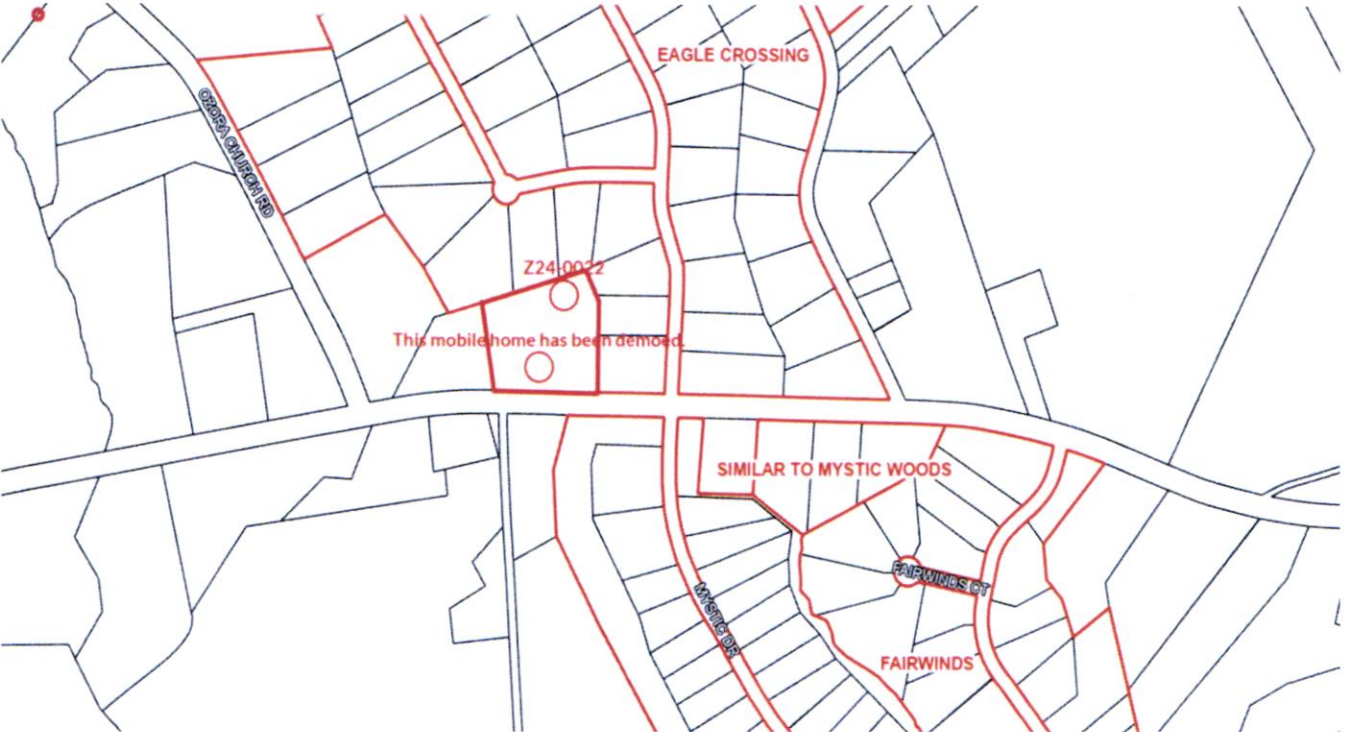 EAGLE CROSSING
OZORA CHURCH RD
Z24-0022
This mobile home has been demoed.
SIMILAR TO MYSTIC WOODS
FAIRWINDS CT
MYSTIC DR
FAIRWINDS